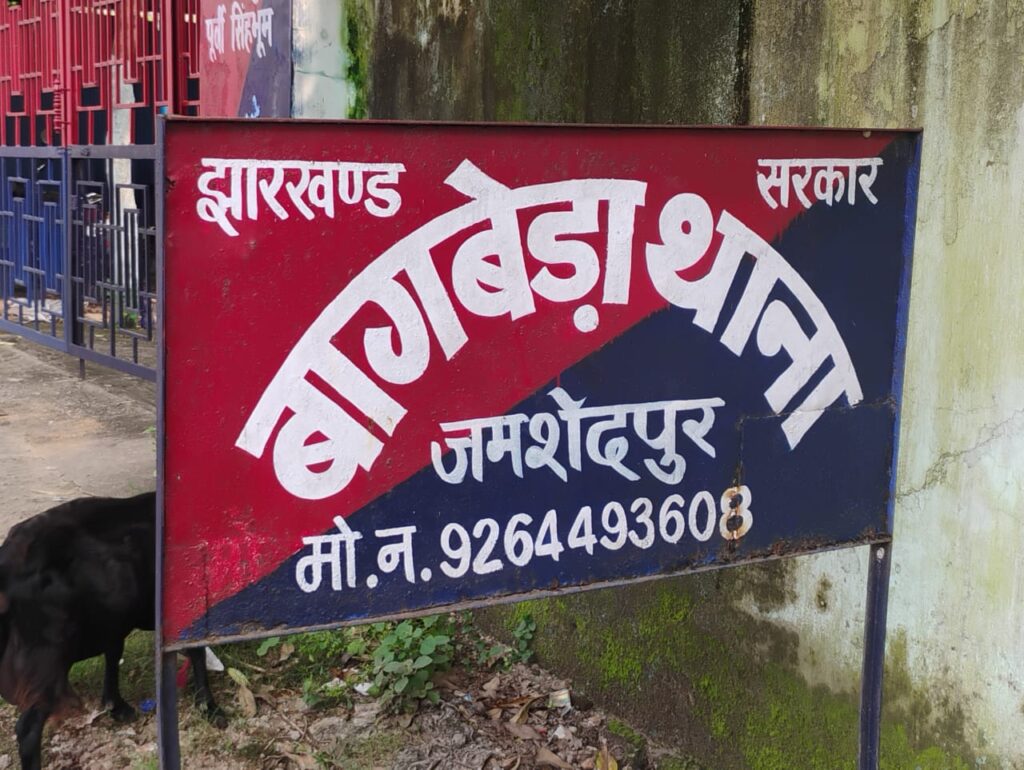 पूर्वी सिंहभूम
झारखण्ड सरकार
बागबेड़ा थाना
जमशेदपुर
मो.न.9264493608